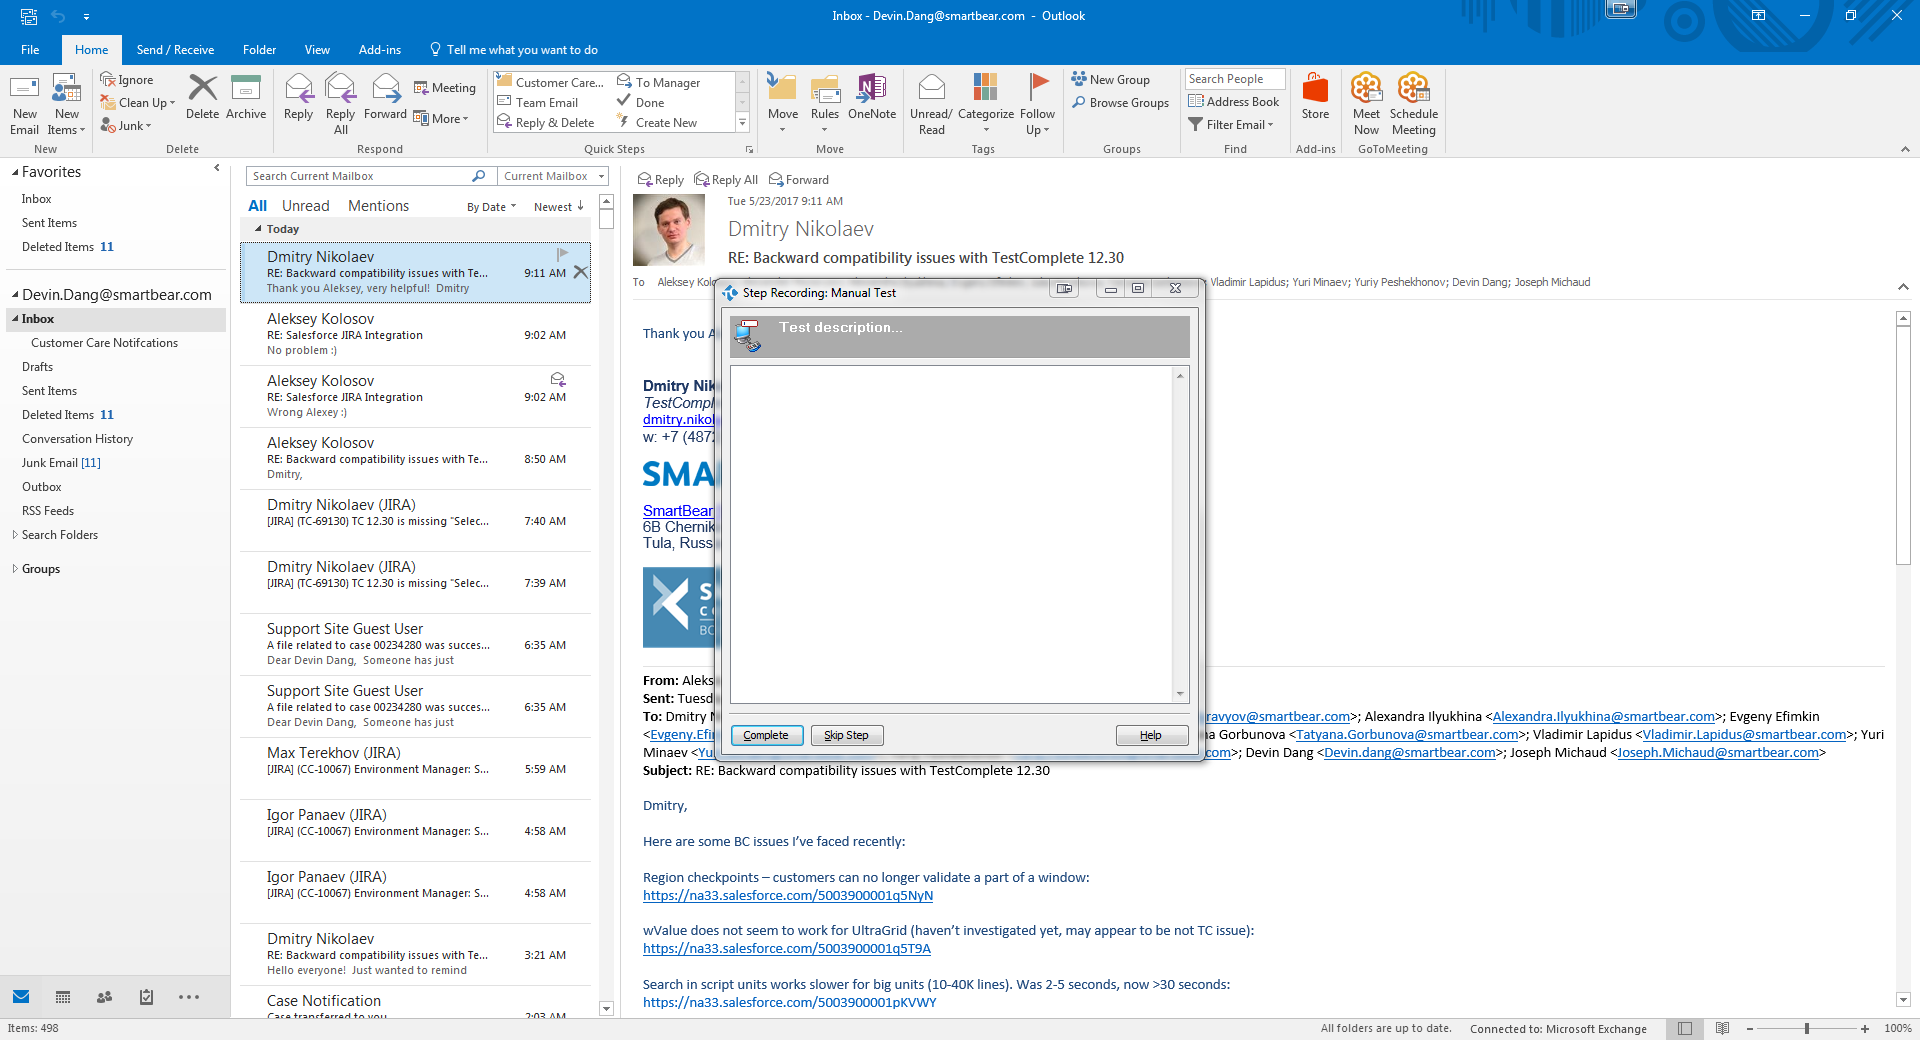 Inbox - Devin.Dang@smartbear.com - Outlook
File Home Send / Receive Folder View Add-ins Tell me what you want to do
New Email
New Items
New
Ignore
Clean Up
Junk
Delete
Archive
Delete
Reply
Reply All
Forward
Meeting
More
Respond
Customer Care...
Team Email
Reply & Delete
To Manager
Done
Create New
Quick Steps
Move
Rules
OneNote
Move
Unread/ Read
Categorize
Follow Up
Tags
New Group
Browse Groups
Groups
Search People
Address Book
Filter Email
Find
Store
Add-ins
Meet Now
Schedule Meeting
GoToMeeting
Favorites
Inbox
Sent Items
Deleted Items 11
Devin.Dang@smartbear.com
Inbox
Customer Care Notifcations
Drafts
Sent Items
Deleted Items 11
Conversation History
Junk Email [11]
Outbox
RSS Feeds
Search Folders
Groups
Search Current Mailbox Current Mailbox
All Unread Mentions By Date Newest
Today
Dmitry Nikolaev
RE: Backward compatibility issues with Te... 9:11 AM
Thank you Aleksey, very helpful! Dmitry
Aleksey Kolosov
RE: Salesforce JIRA Integration 9:02 AM
No problem :)
Aleksey Kolosov
RE: Salesforce JIRA Integration 9:02 AM
Wrong Alexey :)
Aleksey Kolosov
RE: Backward compatibility issues with Te... 8:50 AM
Dmitry,
Dmitry Nikolaev (JIRA)
[JIRA] (TC-69130) TC 12.30 is missing "Selec... 7:40 AM
Dmitry Nikolaev (JIRA)
[JIRA] (TC-69130) TC 12.30 is missing "Selec... 7:39 AM
Support Site Guest User
A file related to case 00234280 was succes... 6:35 AM
Dear Devin Dang, Someone has just
Support Site Guest User
A file related to case 00234280 was succes... 6:35 AM
Dear Devin Dang, Someone has just
Max Terekhov (JIRA)
[JIRA] (CC-10067) Environment Manager: S... 5:59 AM
Igor Panaev (JIRA)
[JIRA] (CC-10067) Environment Manager: S... 4:58 AM
Igor Panaev (JIRA)
[JIRA] (CC-10067) Environment Manager: S... 4:58 AM
Dmitry Nikolaev
RE: Backward compatibility issues with Te... 3:21 AM
Hello everyone! Just wanted to remind
Case Notification
Case transferred to you 2:03 AM
Reply Reply All Forward
Tue 5/23/2017 9:11 AM
Dmitry Nikolaev
RE: Backward compatibility issues with TestComplete 12.30
To Aleksey Kolo Vladimir Lapidus; Yuri Minaev; Yuriy Peshekhonov; Devin Dang; Joseph Michaud
Thank you A
Dmitry Nik
TestCompl
dmitry.nikol
w: +7 (4872
SMA
SmartBear
6B Chernik
Tula, Russ
S
C
BC
Step Recording: Manual Test
Test description...
Complete Skip Step Help
From: Aleks
Sent: Tuesd
To: Dmitry N ravyov@smartbear.com>; Alexandra Ilyukhina <Alexandra.Ilyukhina@smartbear.com>; Evgeny Efimkin
<Evgeny.Efir na Gorbunova <Tatyana.Gorbunova@smartbear.com>; Vladimir Lapidus <Vladimir.Lapidus@smartbear.com>; Yuri
Minaev <Yu com>; Devin Dang <Devin.dang@smartbear.com>; Joseph Michaud <Joseph.Michaud@smartbear.com>
Subject: RE: Backward compatibility issues with TestComplete 12.30
Dmitry,
Here are some BC issues I've faced recently:
Region checkpoints – customers can no longer validate a part of a window:
https://na33.salesforce.com/5003900001q5NyN
wValue does not seem to work for UltraGrid (haven't investigated yet, may appear to be not TC issue):
https://na33.salesforce.com/5003900001q5T9A
Search in script units works slower for big units (10-40K lines). Was 2-5 seconds, now >30 seconds:
https://na33.salesforce.com/5003900001pKVWY
Items: 498 All folders are up to date. Connected to: Microsoft Exchange 100%